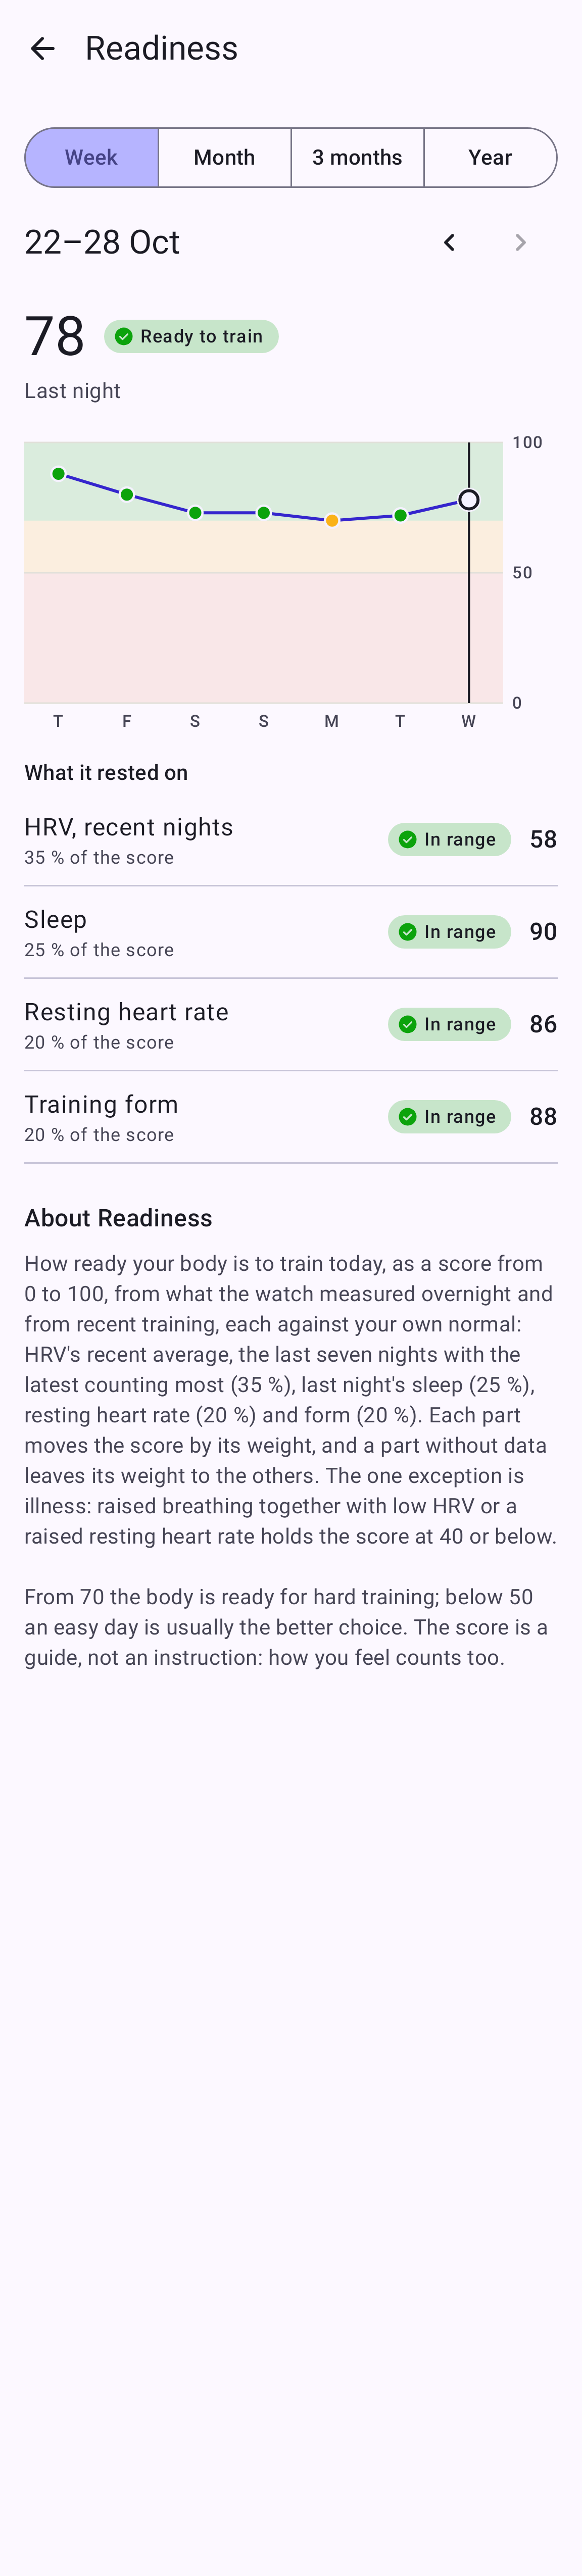 Readiness
Week
Month
3 months
Year
22–28 Oct
78
Ready to train
Last night
100
50
0
T
F
S
S
M
T
W
What it rested on
HRV, recent nights
35 % of the score
In range
58
Sleep
25 % of the score
In range
90
Resting heart rate
20 % of the score
In range
86
Training form
20 % of the score
In range
88
About Readiness
How ready your body is to train today, as a score from
0 to 100, from what the watch measured overnight and
from recent training, each against your own normal:
HRV's recent average, the last seven nights with the
latest counting most (35 %), last night's sleep (25 %),
resting heart rate (20 %) and form (20 %). Each part
moves the score by its weight, and a part without data
leaves its weight to the others. The one exception is
illness: raised breathing together with low HRV or a
raised resting heart rate holds the score at 40 or below.
From 70 the body is ready for hard training; below 50
an easy day is usually the better choice. The score is a
guide, not an instruction: how you feel counts too.